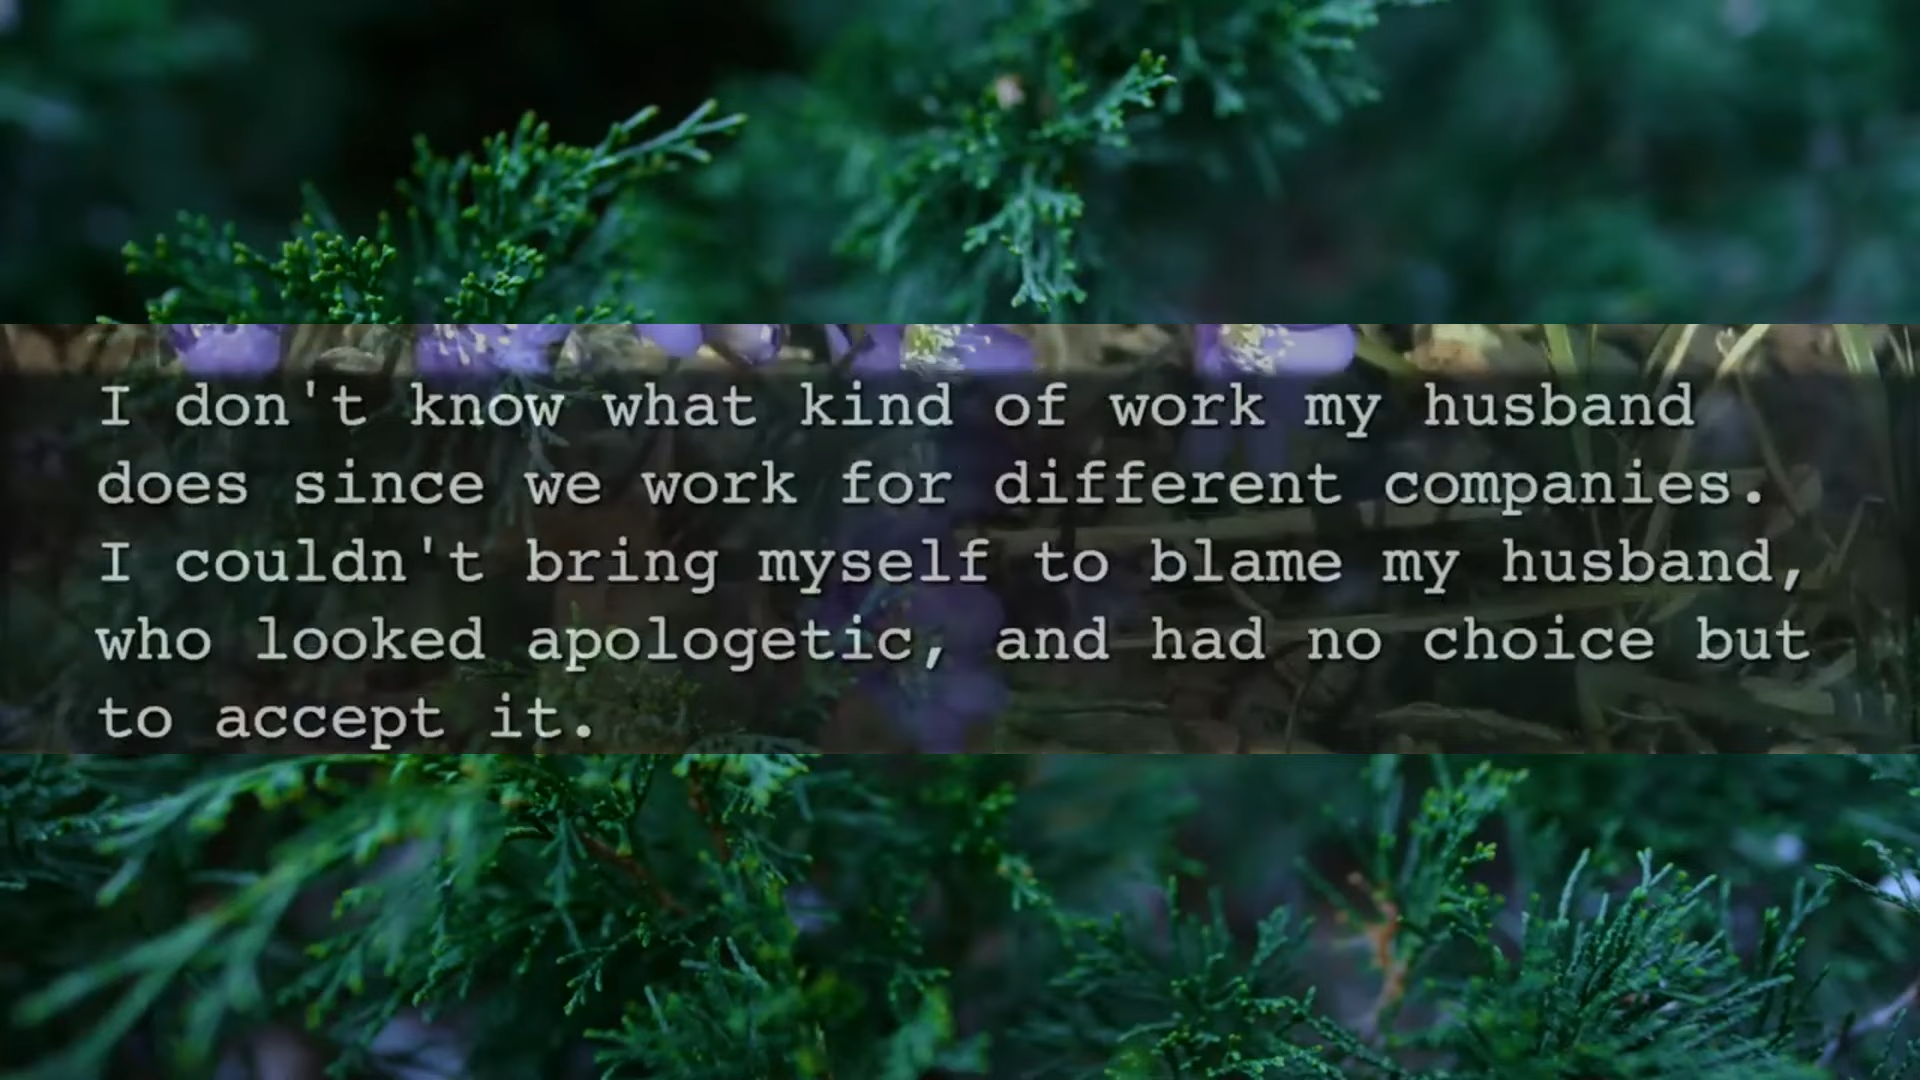 I don't know what kind of work my husband
does since we work for different companies.
I couldn't bring myself to blame my husband,
who looked apologetic, and had no choice but
to accept it.